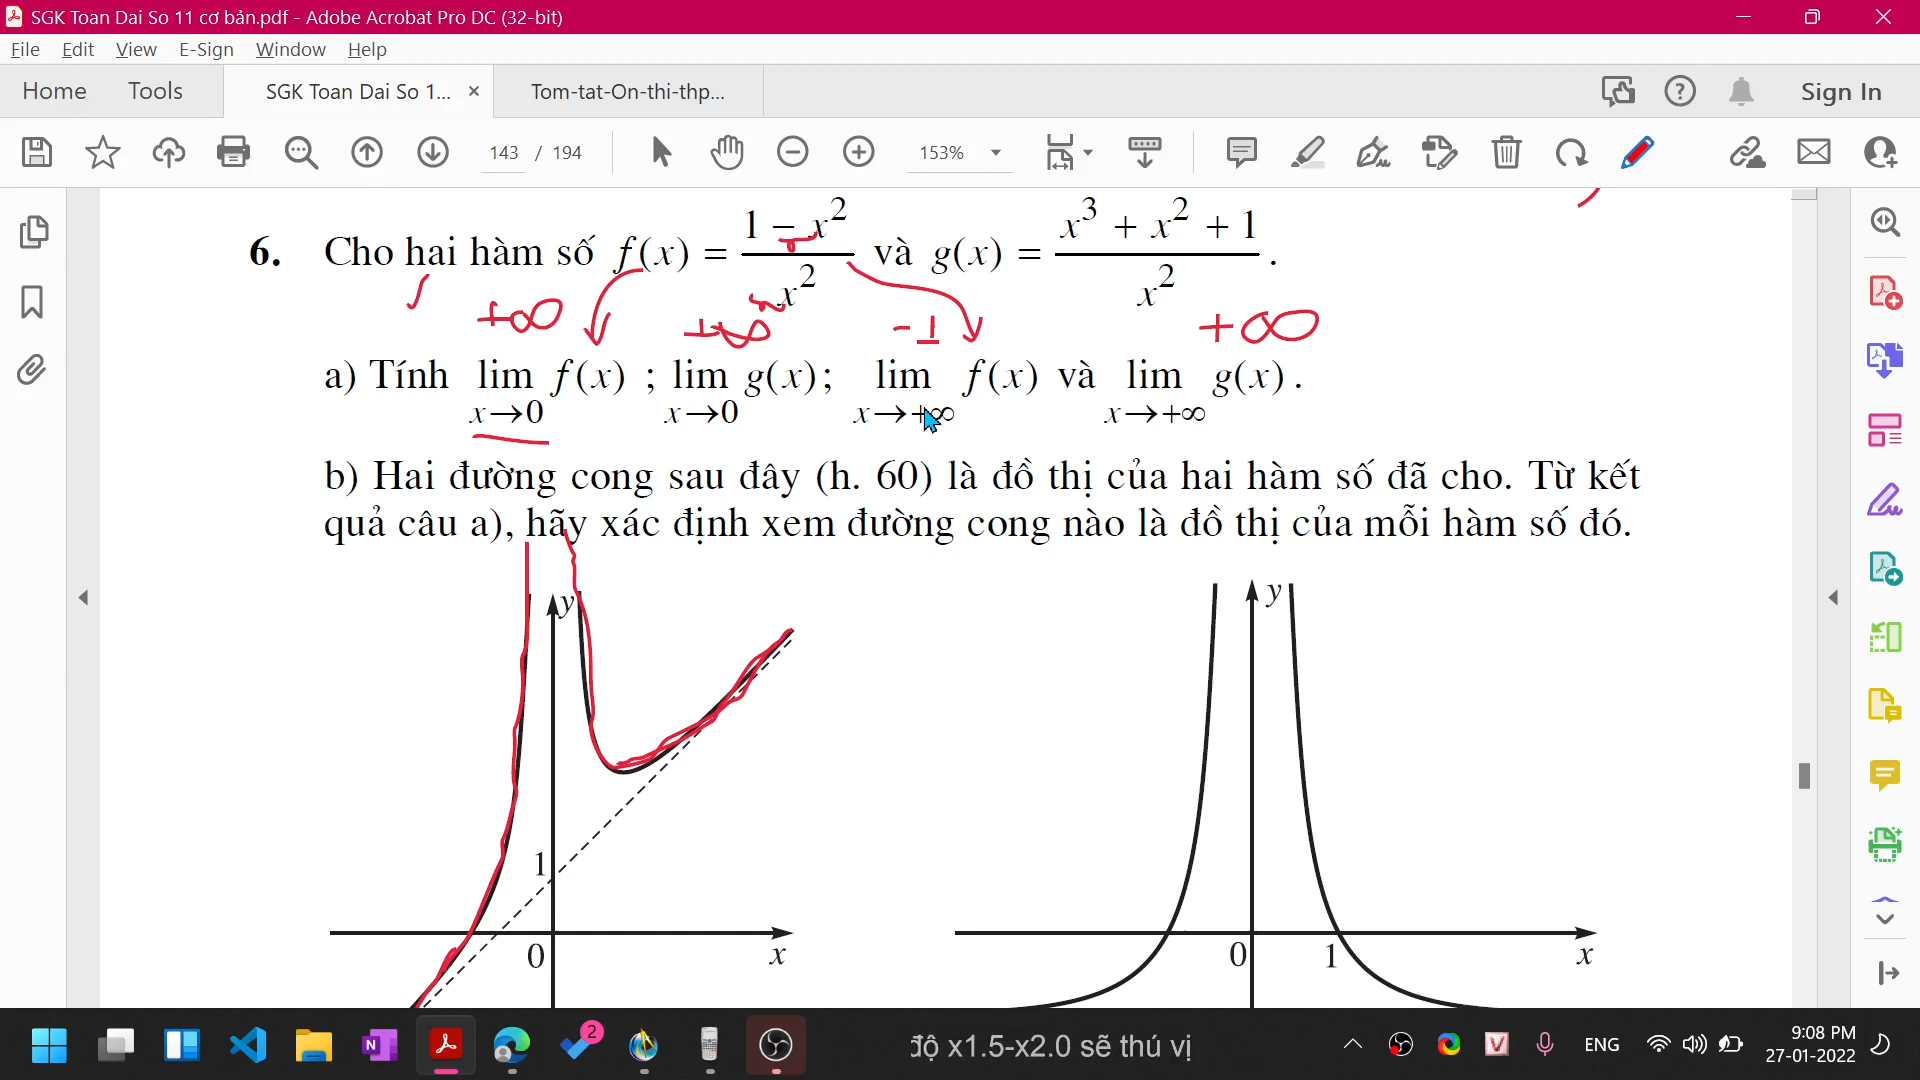 SGK Toan Dai So 11 cơ bản.pdf - Adobe Acrobat Pro DC (32-bit)
File Edit View E-Sign Window Help
Home Tools SGK Toan Dai So 1... × Tom-tat-On-thi-thp... Sign In
143 / 194 153%
6. Cho hai hàm số f(x) = (1 − x²)/x² và g(x) = (x³ + x² + 1)/x².
+∞ +∞ -1 +∞
a) Tính lim x→0 f(x) ; lim x→0 g(x); lim x→+∞ f(x) và lim x→+∞ g(x).
b) Hai đường cong sau đây (h. 60) là đồ thị của hai hàm số đã cho. Từ kết
quả câu a), hãy xác định xem đường cong nào là đồ thị của mỗi hàm số đó.
y y
1
0 x 0 1 x
2 độ x1.5-x2.0 sẽ thú vị ENG 9:08 PM
27-01-2022